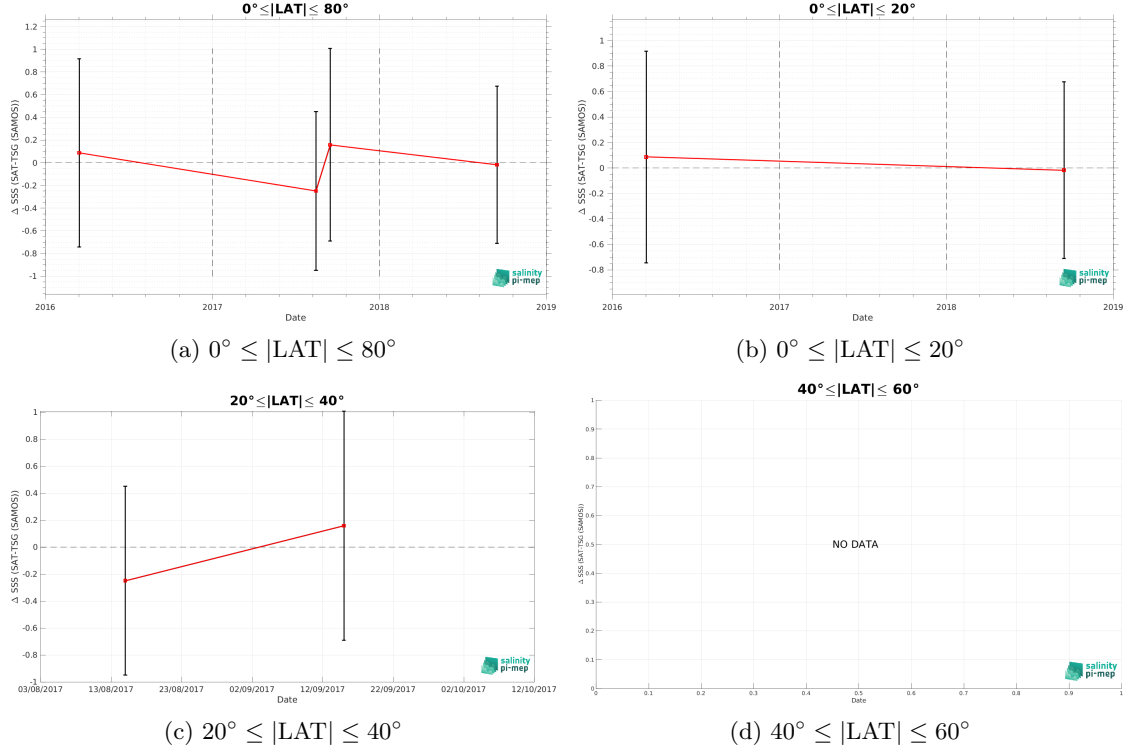 0°≤|LAT|≤ 80°
Δ SSS (SAT-TSG (SAMOS))
1.2
1
0.8
0.6
0.4
0.2
0
-0.2
-0.4
-0.6
-0.8
-1
2016
2017
2018
2019
Date
salinity
pi-mep
(a) 0° ≤ |LAT| ≤ 80°
0°≤|LAT|≤ 20°
Δ SSS (SAT-TSG (SAMOS))
1
0.8
0.6
0.4
0.2
0
-0.2
-0.4
-0.6
-0.8
2016
2017
2018
2019
Date
salinity
pi-mep
(b) 0° ≤ |LAT| ≤ 20°
20°≤|LAT|≤ 40°
Δ SSS (SAT-TSG (SAMOS))
1
0.8
0.6
0.4
0.2
0
-0.2
-0.4
-0.6
-0.8
-1
03/08/2017
13/08/2017
23/08/2017
02/09/2017
12/09/2017
22/09/2017
02/10/2017
12/10/2017
Date
salinity
pi-mep
(c) 20° ≤ |LAT| ≤ 40°
40°≤|LAT|≤ 60°
Δ SSS (SAT-TSG (SAMOS))
1
0.9
0.8
0.7
0.6
0.5
0.4
0.3
0.2
0.1
0
NO DATA
0
0.1
0.2
0.3
0.4
0.5
0.6
0.7
0.8
0.9
1
Date
salinity
pi-mep
(d) 40° ≤ |LAT| ≤ 60°